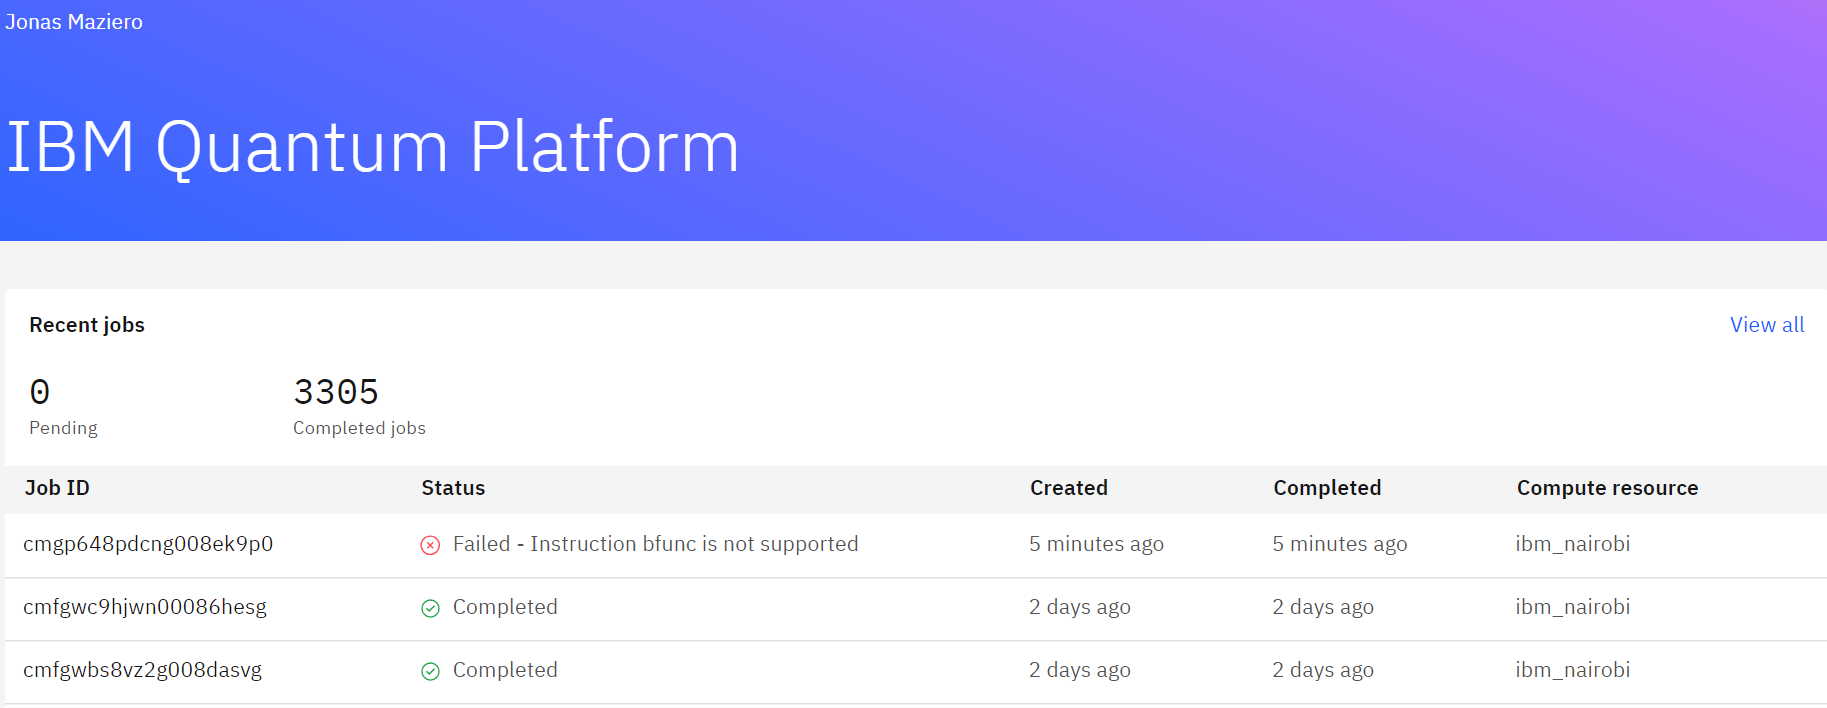 Jonas Maziero
IBM Quantum Platform
Recent jobs View all
0 3305
Pending Completed jobs
Job ID Status Created Completed Compute resource
cmgp648pdcng008ek9p0 Failed - Instruction bfunc is not supported 5 minutes ago 5 minutes ago ibm_nairobi
cmfgwc9hjwn00086hesg Completed 2 days ago 2 days ago ibm_nairobi
cmfgwbs8vz2g008dasvg Completed 2 days ago 2 days ago ibm_nairobi